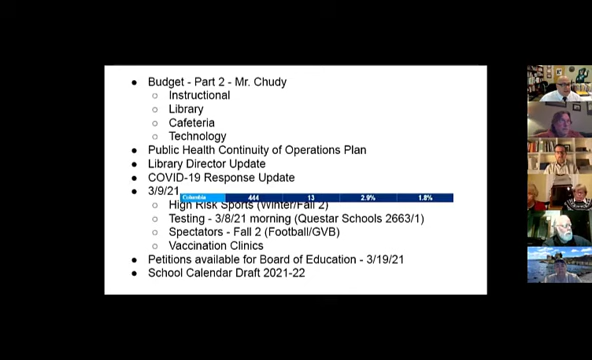 ● Budget - Part 2 - Mr. Chudy
○ Instructional
○ Library
○ Cafeteria
○ Technology
● Public Health Continuity of Operations Plan
● Library Director Update
● COVID-19 Response Update
● 3/9/21
Columbia 444 13 2.9% 1.8%
○ High Risk Sports (Winter/Fall 2)
○ Testing - 3/8/21 morning (Questar Schools 2663/1)
○ Spectators - Fall 2 (Football/GVB)
○ Vaccination Clinics
● Petitions available for Board of Education - 3/19/21
● School Calendar Draft 2021-22